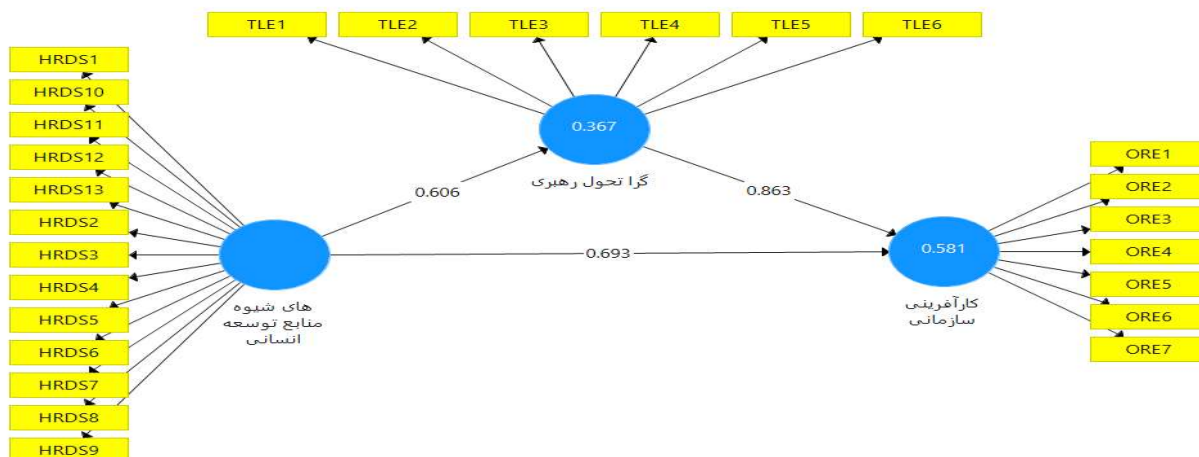 TLE1
TLE2
TLE3
TLE4
TLE5
TLE6
HRDS1
HRDS10
HRDS11
HRDS12
HRDS13
HRDS2
HRDS3
HRDS4
HRDS5
HRDS6
HRDS7
HRDS8
HRDS9
0.367
گرا تحول رهبری
0.606
0.863
0.693
های شیوه
منابع توسعه
انسانی
0.581
کارآفرینی
سازمانی
ORE1
ORE2
ORE3
ORE4
ORE5
ORE6
ORE7